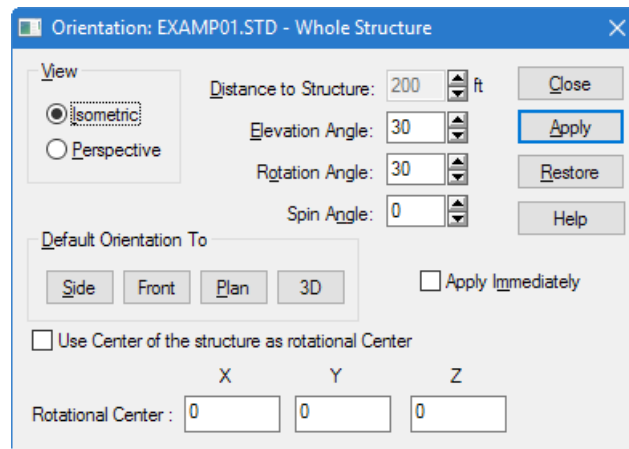 Orientation: EXAMP01.STD - Whole Structure
View
Isometric
Perspective
Distance to Structure: 200 ft
Elevation Angle: 30
Rotation Angle: 30
Spin Angle: 0
Close
Apply
Restore
Help
Default Orientation To
Side Front Plan 3D
Apply Immediately
Use Center of the structure as rotational Center
X Y Z
Rotational Center : 0 0 0